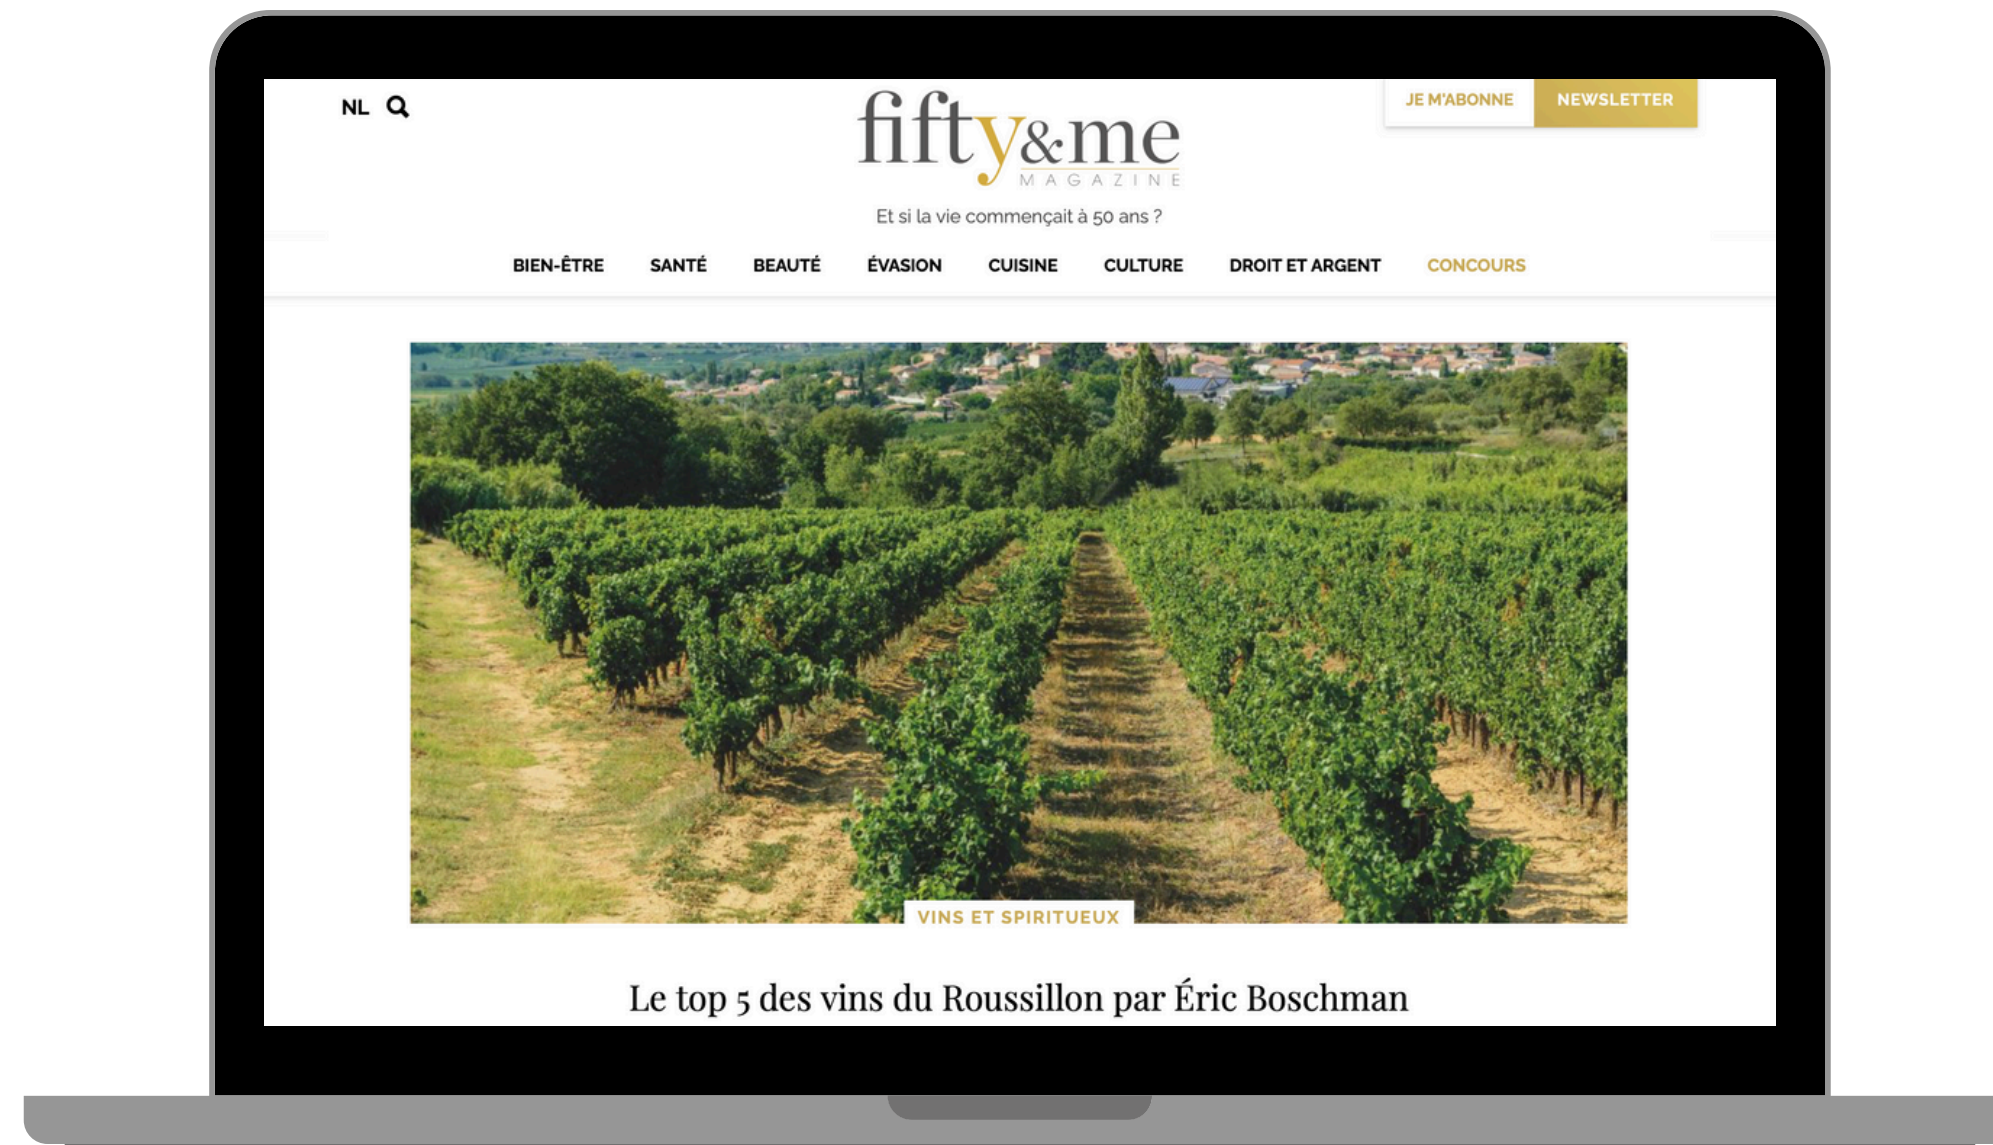 NL
JE M'ABONNE NEWSLETTER
fifty&me
MAGAZINE
Et si la vie commençait à 50 ans ?
BIEN-ÊTRE SANTÉ BEAUTÉ ÉVASION CUISINE CULTURE DROIT ET ARGENT CONCOURS
VINS ET SPIRITUEUX
Le top 5 des vins du Roussillon par Éric Boschman